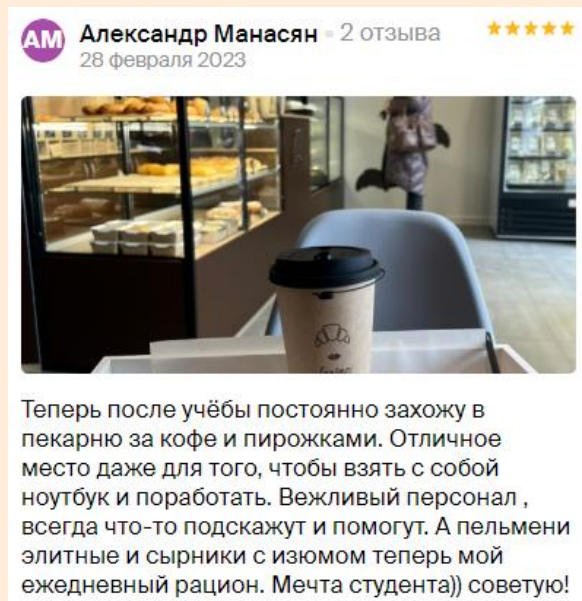 АМ
Александр Манасян • 2 отзыва
28 февраля 2023
Теперь после учёбы постоянно захожу в
пекарню за кофе и пирожками. Отличное
место даже для того, чтобы взять с собой
ноутбук и поработать. Вежливый персонал ,
всегда что-то подскажут и помогут. А пельмени
элитные и сырники с изюмом теперь мой
ежедневный рацион. Мечта студента)) советую!